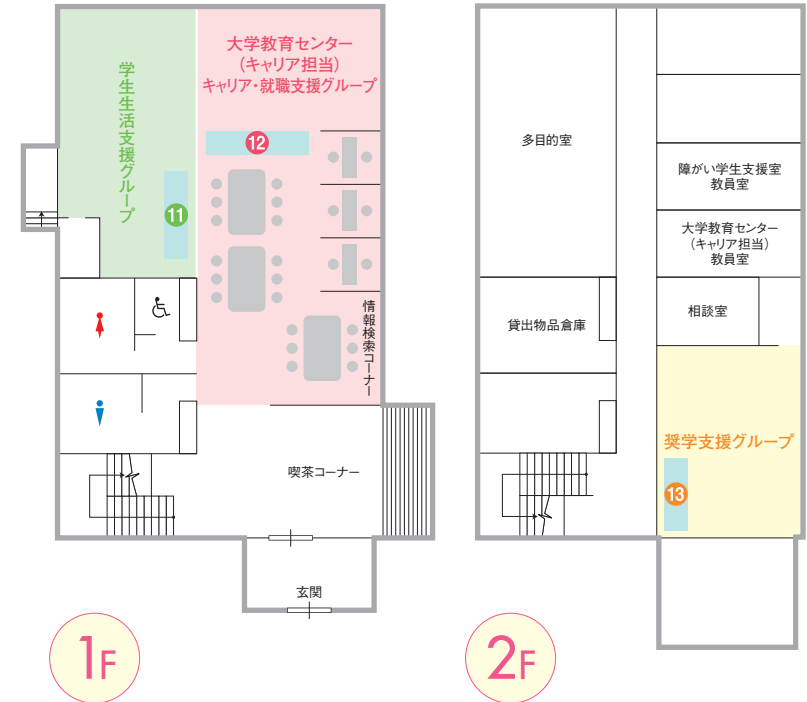 学生生活支援グループ
11
大学教育センター
（キャリア担当）
キャリア・就職支援グループ
12
情報検索コーナー
喫茶コーナー
玄関
1F
多目的室
障がい学生支援室
教員室
大学教育センター
（キャリア担当）
教員室
貸出物品倉庫
相談室
奨学支援グループ
13
2F